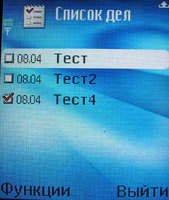 Список дел
08.04 Тест
08.04 Тест2
08.04 Тест4
Функции Выйти